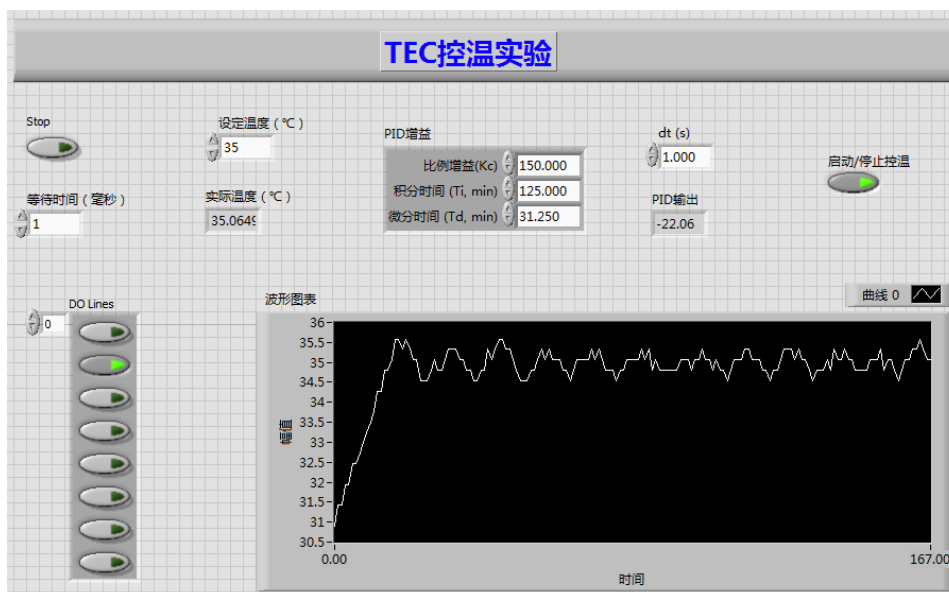 TEC控温实验
Stop
设定温度（℃）
35
PID增益
dt (s)
1.000
启动/停止控温
比例增益(Kc) 150.000
积分时间 (Ti, min) 125.000
微分时间 (Td, min) 31.250
等待时间（毫秒）
1
实际温度（℃）
35.0649
PID输出
-22.06
DO Lines
0
波形图表
曲线 0
36
35.5
35
34.5
34
33.5
33
32.5
32
31.5
31
30.5
幅值
0.00
167.00
时间